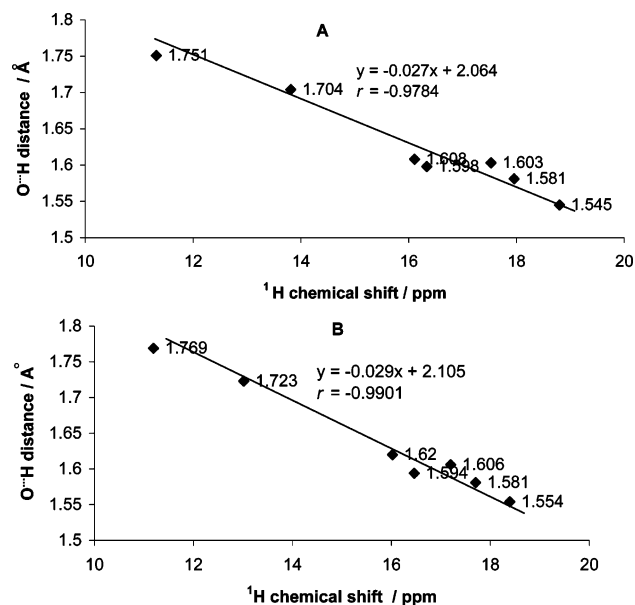 A
1.8
1.75
1.7
1.65
1.6
1.55
1.5
O┄H distance / Å
1.751
1.704
y = -0.027x + 2.064
r = -0.9784
1.608
1.598
1.603
1.581
1.545
10 12 14 16 18 20
¹H chemical shift / ppm
B
1.8
1.75
1.7
1.65
1.6
1.55
1.5
O┄H distance / A°
1.769
1.723
y = -0.029x + 2.105
r = -0.9901
1.62
1.594
1.606
1.581
1.554
10 12 14 16 18 20
¹H chemical shift / ppm